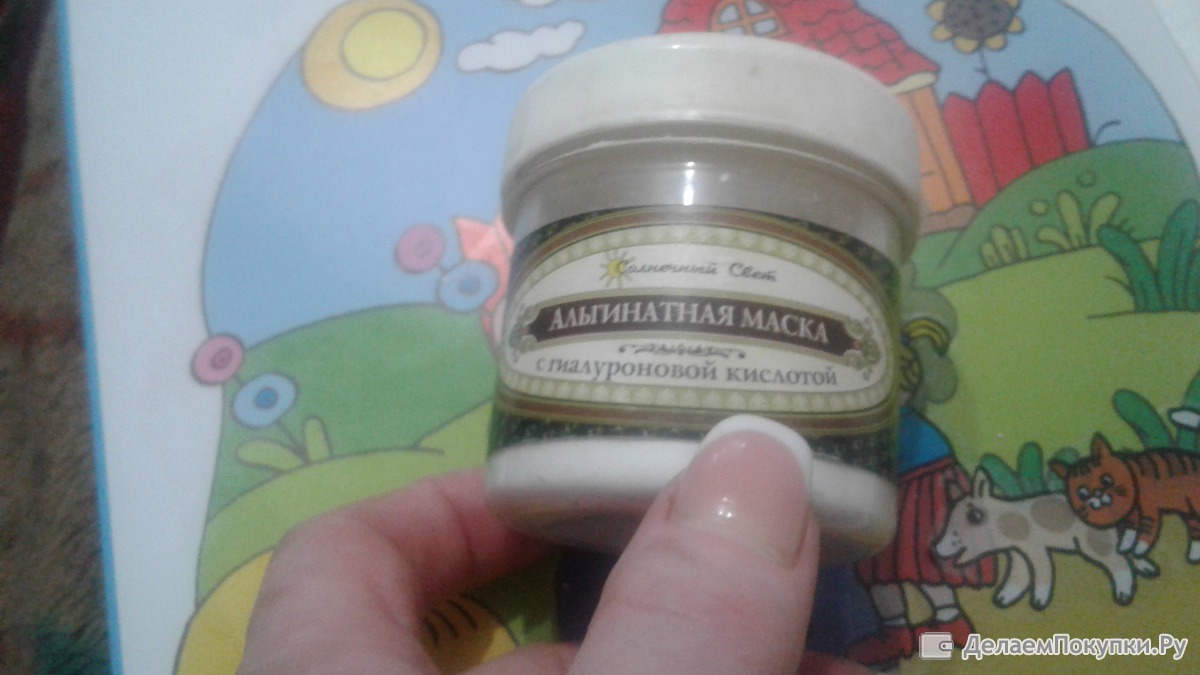 Солнечный Свет
АЛЬГИНАТНАЯ МАСКА
с гиалуроновой кислотой
ДелаемПокупки.Ру